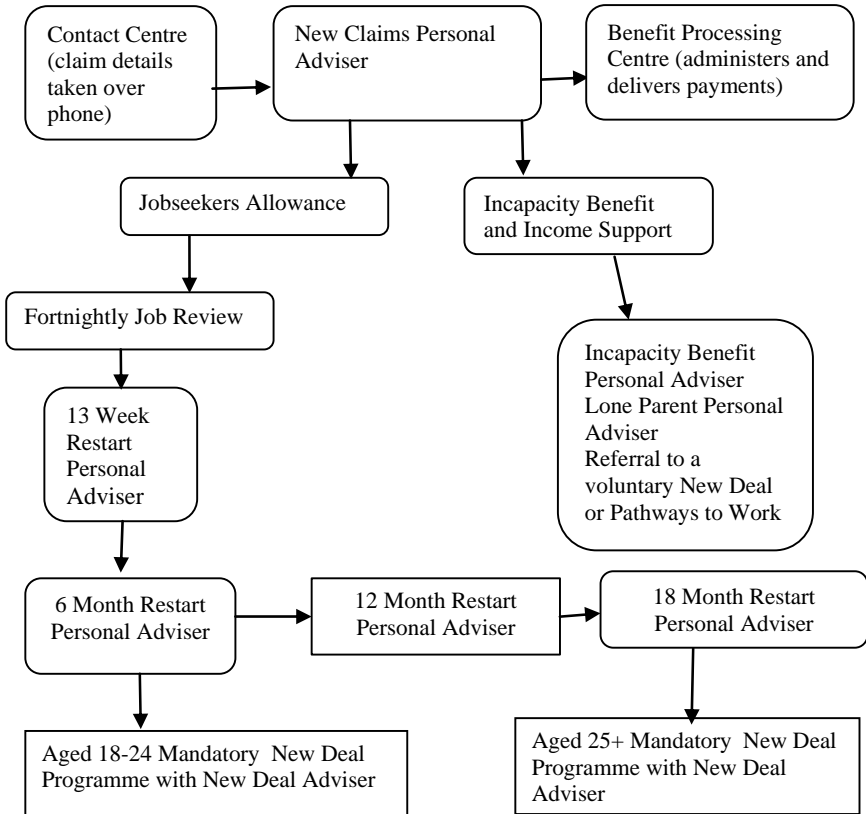 Contact Centre
(claim details
taken over
phone)
New Claims Personal
Adviser
Benefit Processing
Centre (administers and
delivers payments)
Jobseekers Allowance
Incapacity Benefit
and Income Support
Fortnightly Job Review
Incapacity Benefit
Personal Adviser
Lone Parent Personal
Adviser
Referral to a
voluntary New Deal
or Pathways to Work
13 Week
Restart
Personal
Adviser
6 Month Restart
Personal Adviser
12 Month Restart
Personal Adviser
18 Month Restart
Personal Adviser
Aged 18-24 Mandatory New Deal
Programme with New Deal Adviser
Aged 25+ Mandatory New Deal
Programme with New Deal
Adviser